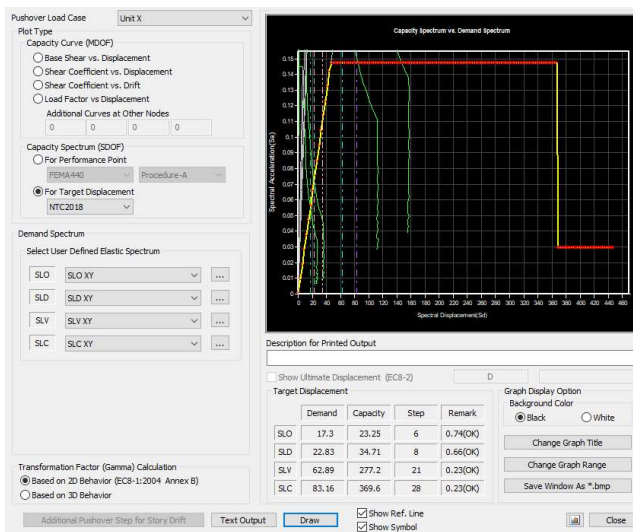 Pushover Load Case Unit X
Plot Type
Capacity Curve (MDOF)
Base Shear vs. Displacement
Shear Coefficient vs. Displacement
Shear Coefficient vs. Drift
Load Factor vs Displacement
Additional Curves at Other Nodes
0 0 0 0
Capacity Spectrum (SDOF)
For Performance Point
FEMA440 Procedure-A
For Target Displacement
NTC2018
Demand Spectrum
Select User Defined Elastic Spectrum
SLO SLO XY ...
SLD SLD XY ...
SLV SLV XY ...
SLC SLC XY ...
Transformation Factor (Gamma) Calculation
Based on 2D Behavior (EC8-1:2004 Annex B)
Based on 3D Behavior
Additional Pushover Step for Story Drift Text Output Draw
Show Ref. Line
Show Symbol
Close
Capacity Spectrum vs. Demand Spectrum
Spectral Acceleration(Sa)
0.15
0.14
0.13
0.12
0.11
0.1
0.09
0.08
0.07
0.06
0.05
0.04
0.03
0.02
0.01
0
0 20 40 60 80 100 120 140 160 180 200 220 240 260 280 300 320 340 360 380 400 420 440 460
Spectral Displacement(Sd)
Description for Printed Output
Show Ultimate Displacement (EC8-2) D
Target Displacement
Demand Capacity Step Remark
SLO 17.3 23.25 6 0.74(OK)
SLD 22.83 34.71 8 0.66(OK)
SLV 62.89 277.2 21 0.23(OK)
SLC 83.16 369.6 28 0.23(OK)
Graph Display Option
Background Color
Black White
Change Graph Title
Change Graph Range
Save Window As *.bmp